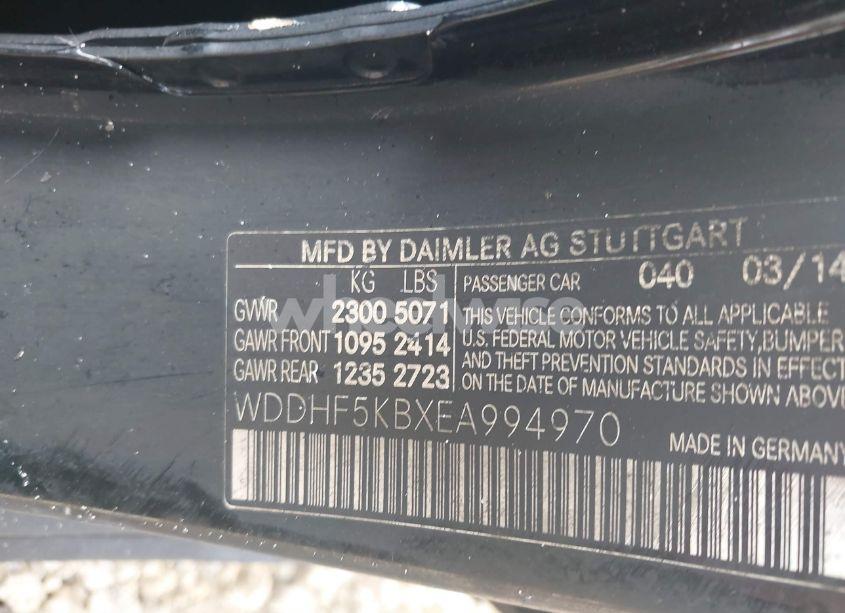 MFD BY DAIMLER AG STUTTGART
KG LBS
GVWR 2300 5071
GAWR FRONT 1095 2414
GAWR REAR 1235 2723
PASSENGER CAR 040 03/14
THIS VEHICLE CONFORMS TO ALL APPLICABLE
U.S. FEDERAL MOTOR VEHICLE SAFETY, BUMPER
AND THEFT PREVENTION STANDARDS IN EFFECT
ON THE DATE OF MANUFACTURE SHOWN ABOVE
WDDHF5KBXEA994970
MADE IN GERMANY